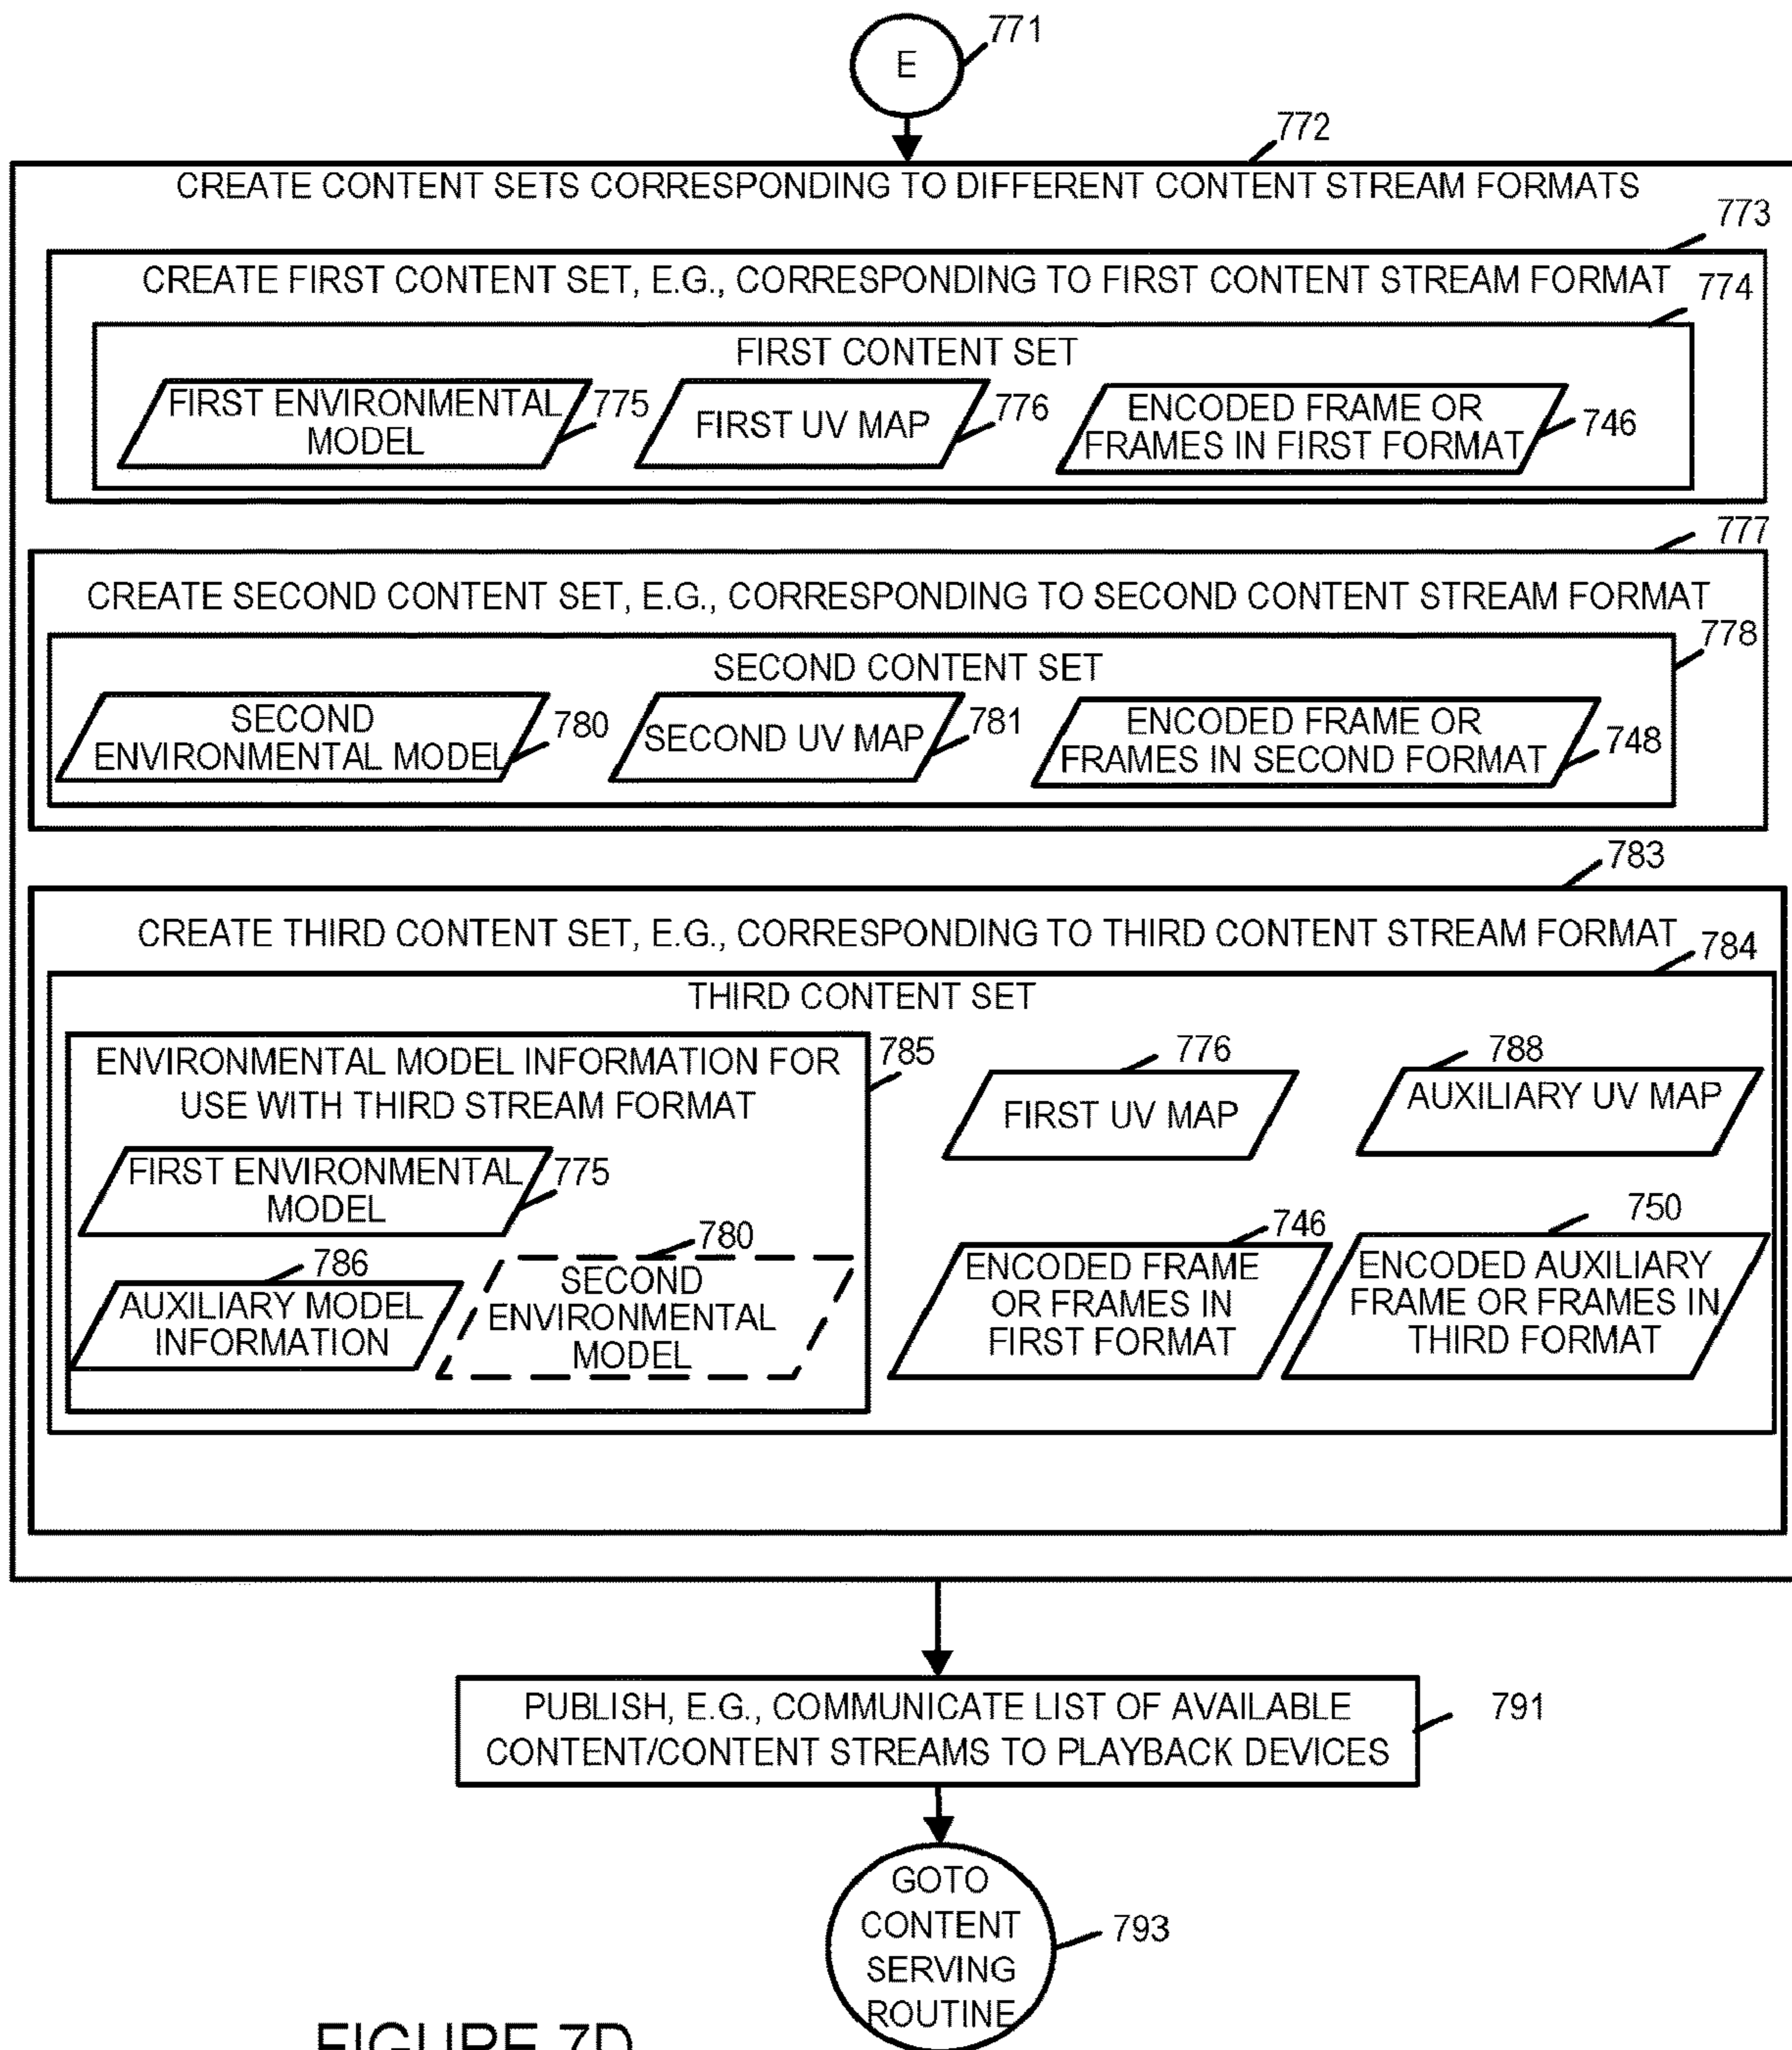 E
771
772
CREATE CONTENT SETS CORRESPONDING TO DIFFERENT CONTENT STREAM FORMATS
773
CREATE FIRST CONTENT SET, E.G., CORRESPONDING TO FIRST CONTENT STREAM FORMAT
774
FIRST CONTENT SET
FIRST ENVIRONMENTAL
MODEL
775
FIRST UV MAP
776
ENCODED FRAME OR
FRAMES IN FIRST FORMAT
746
777
CREATE SECOND CONTENT SET, E.G., CORRESPONDING TO SECOND CONTENT STREAM FORMAT
778
SECOND CONTENT SET
SECOND
ENVIRONMENTAL MODEL
780
SECOND UV MAP
781
ENCODED FRAME OR
FRAMES IN SECOND FORMAT
748
783
CREATE THIRD CONTENT SET, E.G., CORRESPONDING TO THIRD CONTENT STREAM FORMAT
784
THIRD CONTENT SET
ENVIRONMENTAL MODEL INFORMATION FOR
USE WITH THIRD STREAM FORMAT
785
FIRST ENVIRONMENTAL
MODEL
775
786
AUXILIARY MODEL
INFORMATION
780
SECOND
ENVIRONMENTAL
MODEL
776
FIRST UV MAP
788
AUXILIARY UV MAP
746
ENCODED FRAME
OR FRAMES IN
FIRST FORMAT
750
ENCODED AUXILIARY
FRAME OR FRAMES IN
THIRD FORMAT
PUBLISH, E.G., COMMUNICATE LIST OF AVAILABLE
CONTENT/CONTENT STREAMS TO PLAYBACK DEVICES
791
GOTO
CONTENT
SERVING
ROUTINE
793
FIGURE 7D